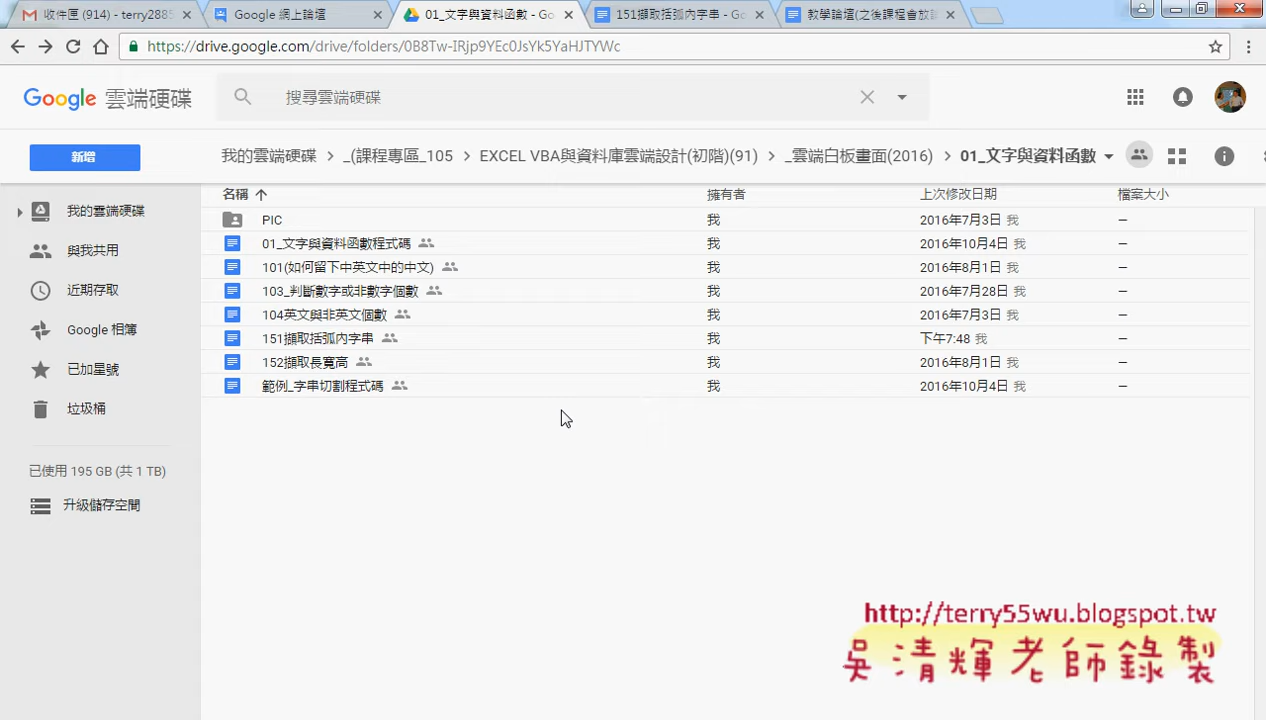 收件匣 (914) - terry2885
Google 網上論壇
01_文字與資料函數 - Go
151擷取括弧內字串 - Go
教學論壇(之後課程會放
https://drive.google.com/drive/folders/0B8Tw-IRjp9YEc0JsYk5YaHJTYWc
Google 雲端硬碟
搜尋雲端硬碟
新增
我的雲端硬碟 > _(課程專區_105 > EXCEL VBA與資料庫雲端設計(初階)(91) > _雲端白板畫面(2016) > 01_文字與資料函數
名稱 擁有者 上次修改日期 檔案大小
PIC 我 2016年7月3日 我 —
01_文字與資料函數程式碼 我 2016年10月4日 我 —
101(如何留下中英文中的中文) 我 2016年8月1日 我 —
103_判斷數字或非數字個數 我 2016年7月28日 我 —
104英文與非英文個數 我 2016年7月3日 我 —
151擷取括弧內字串 我 下午7:48 我 —
152擷取長寬高 我 2016年8月1日 我 —
範例_字串切割程式碼 我 2016年10月4日 我 —
我的雲端硬碟
與我共用
近期存取
Google 相簿
已加星號
垃圾桶
已使用 195 GB (共 1 TB)
升級儲存空間
http://terry55wu.blogspot.tw
吳清輝老師錄製